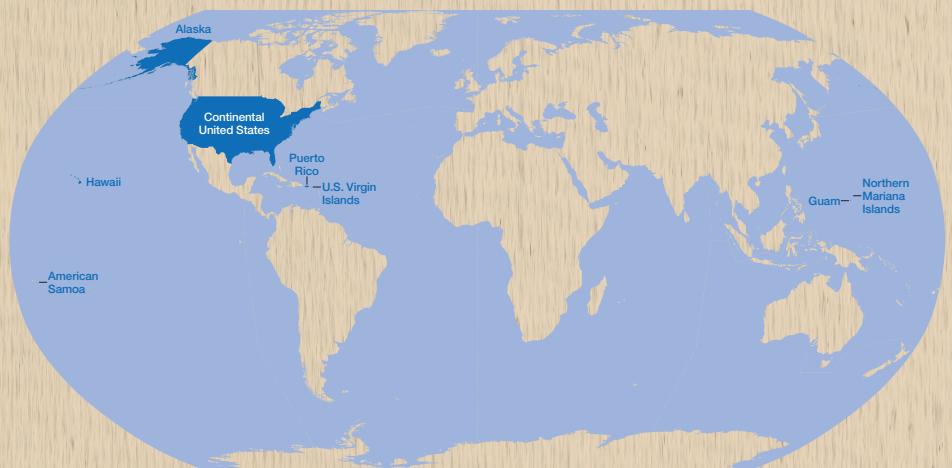 Alaska
Continental
United States
Puerto
Rico
U.S. Virgin
Islands
Hawaii
Northern
Mariana
Islands
Guam
American
Samoa